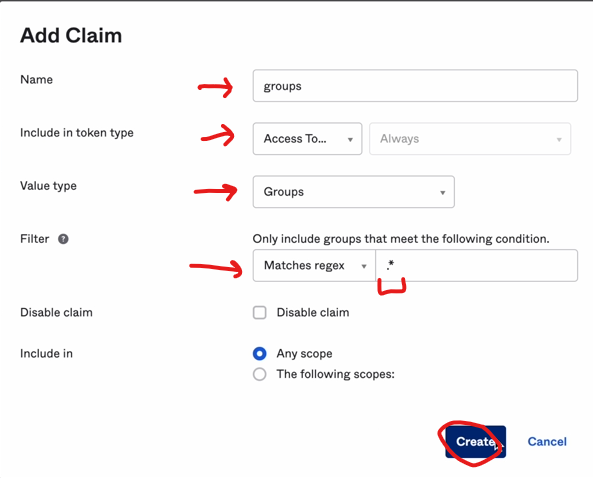 Add Claim
Name
groups
Include in token type
Access To...
Always
Value type
Groups
Filter ?
Only include groups that meet the following condition.
Matches regex
.*
Disable claim
Disable claim
Include in
Any scope
The following scopes:
Create
Cancel